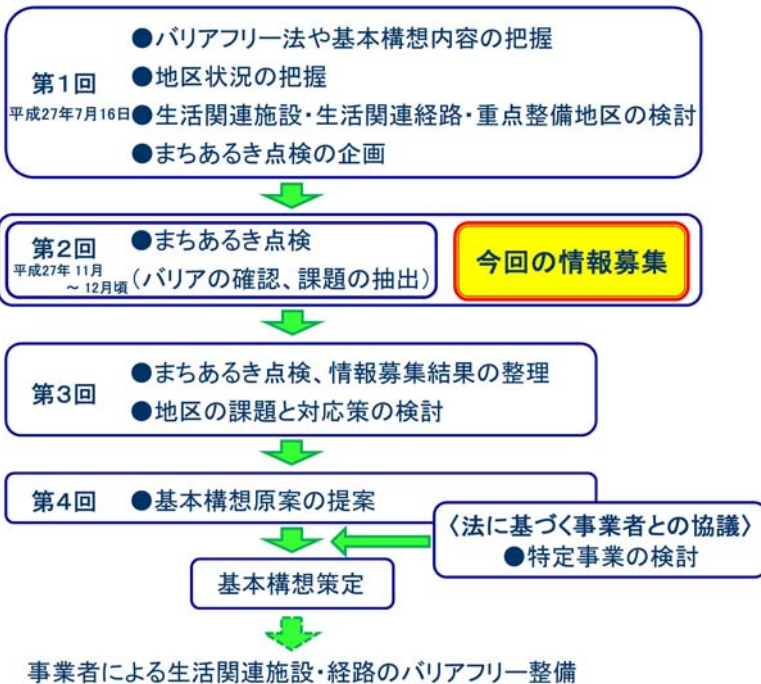 ●バリアフリー法や基本構想内容の把握
第1回 ●地区状況の把握
平成27年7月16日 ●生活関連施設・生活関連経路・重点整備地区の検討
●まちあるき点検の企画
第2回 ●まちあるき点検
平成27年11月
～12月頃 (バリアの確認、課題の抽出)
今回の情報募集
第3回 ●まちあるき点検、情報募集結果の整理
●地区の課題と対応策の検討
第4回 ●基本構想原案の提案
〈法に基づく事業者との協議〉
●特定事業の検討
基本構想策定
事業者による生活関連施設・経路のバリアフリー整備